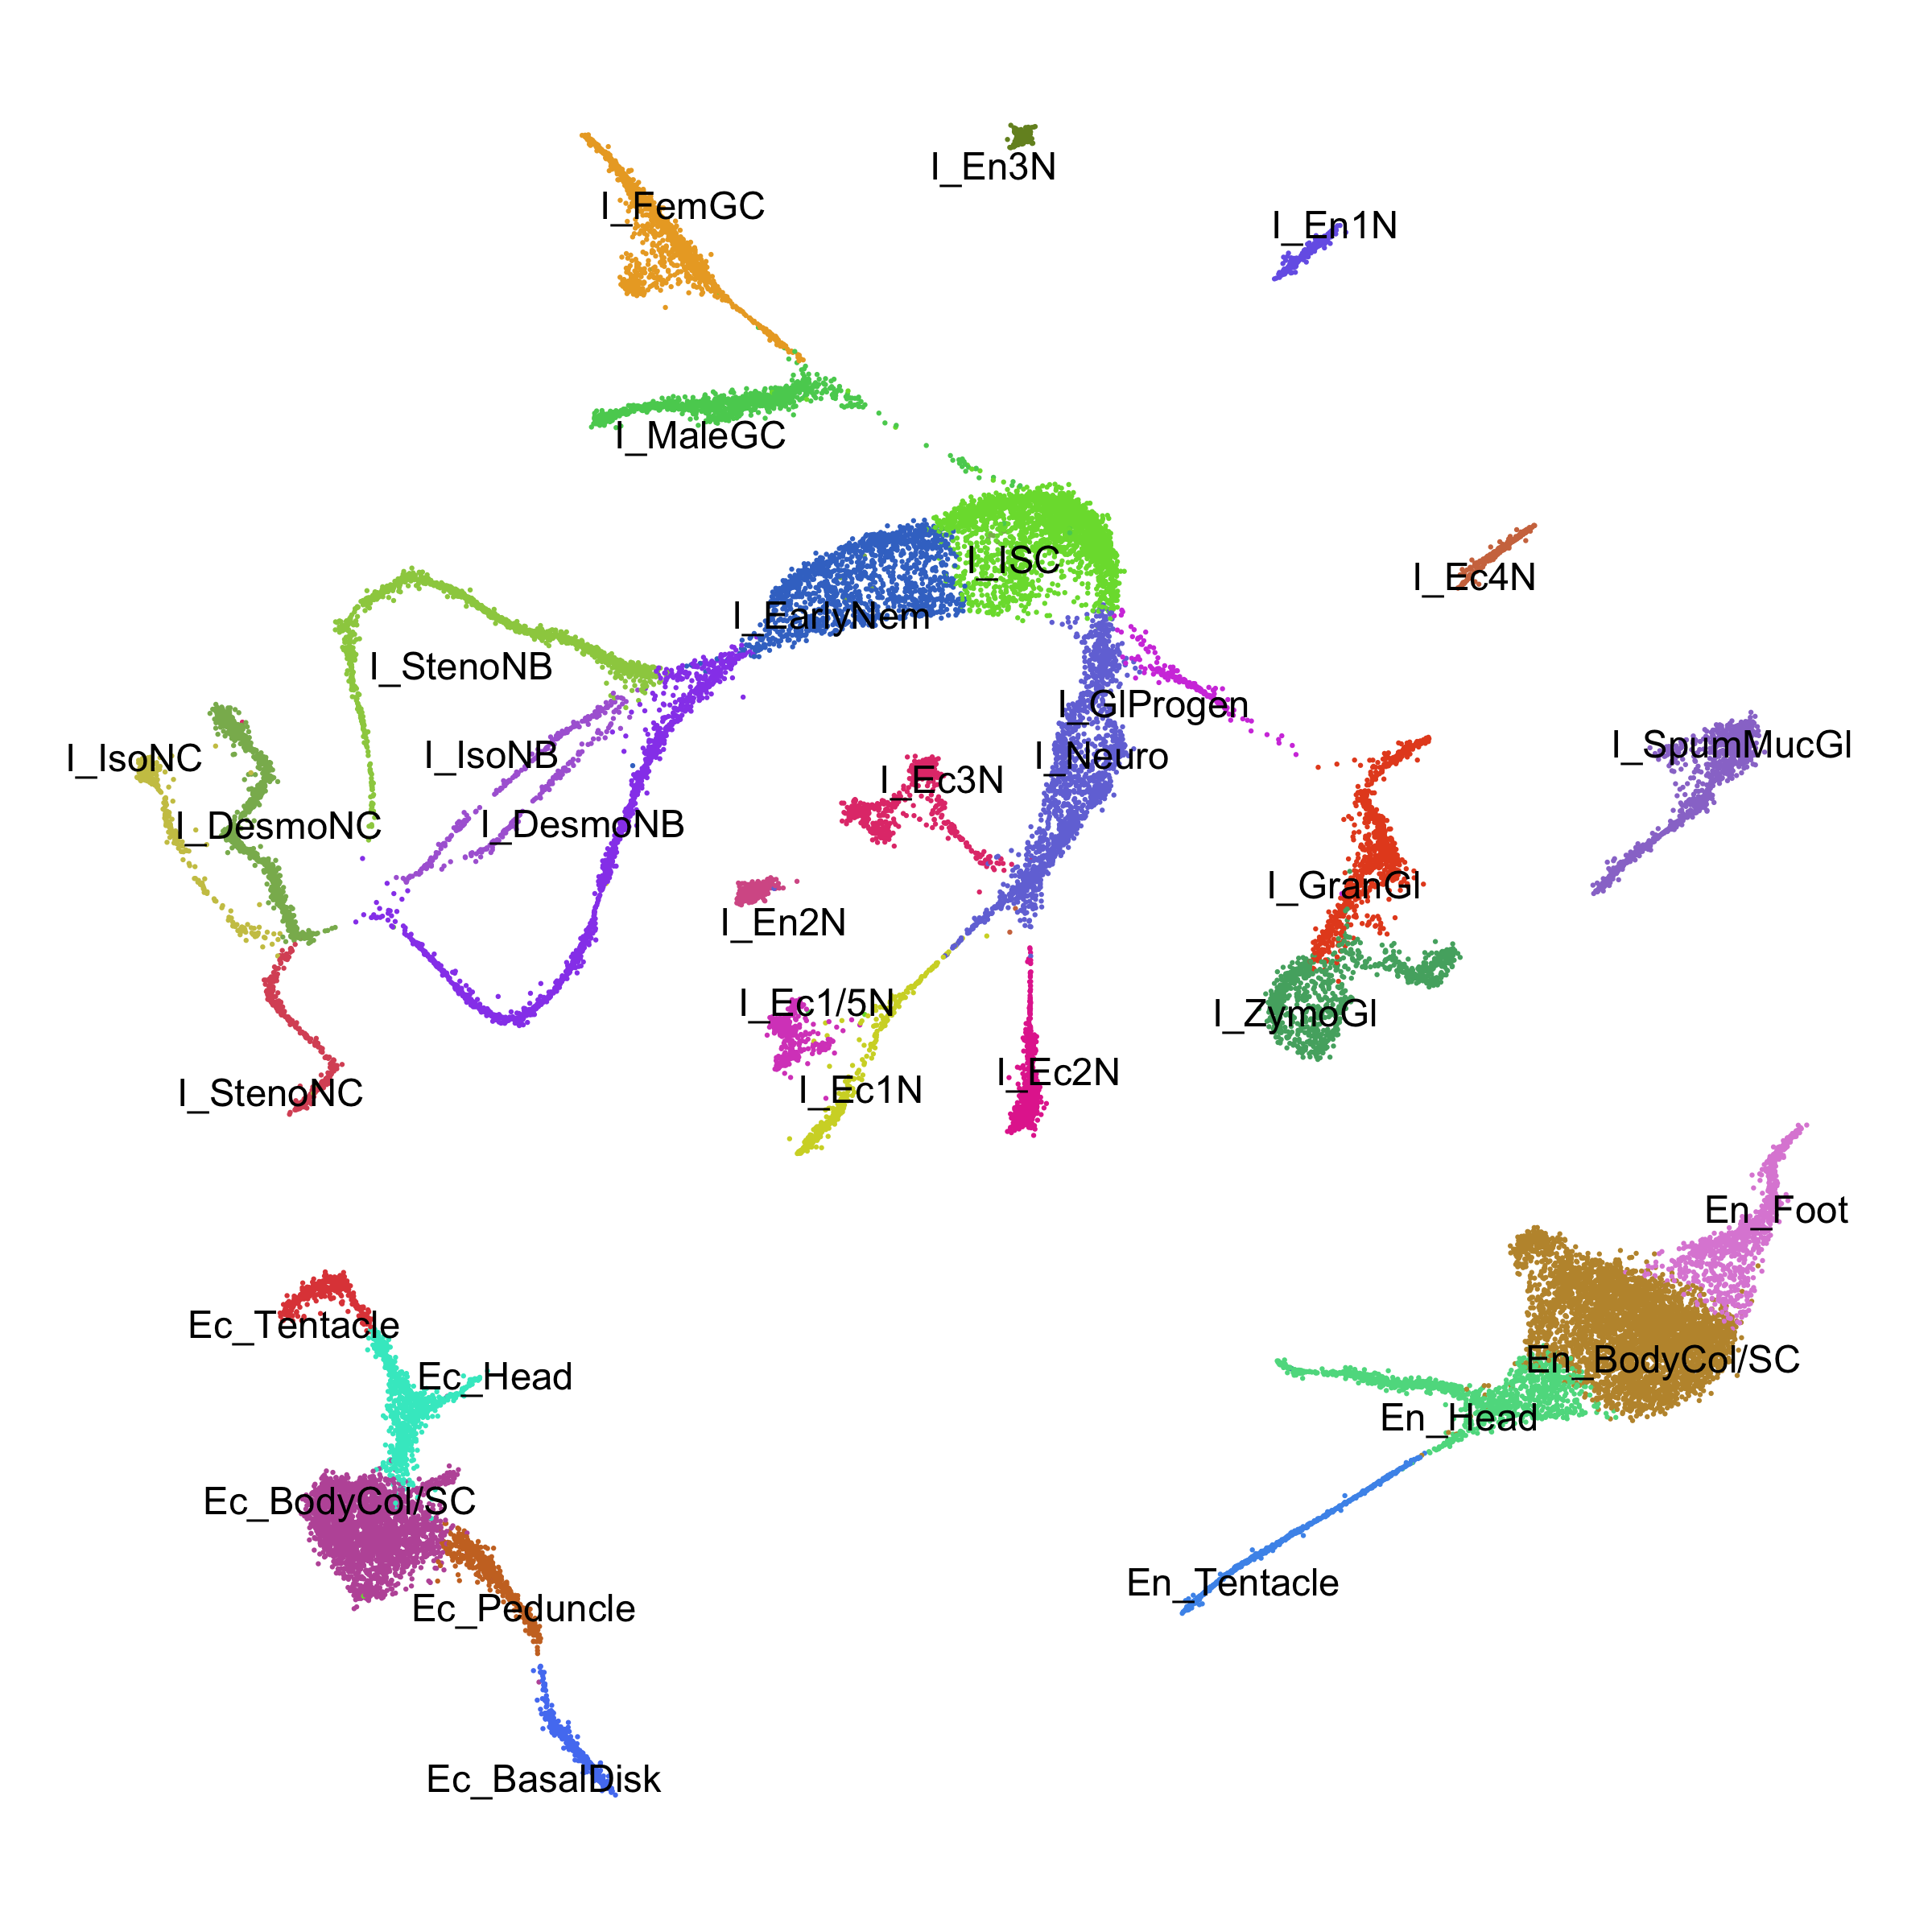 I_En3N
I_FemGC
I_En1N
I_MaleGC
I_ISC
I_Ec4N
I_EarlyNem
I_StenoNB
I_GlProgen
I_SpumMucGl
I_IsoNC
I_IsoNB
I_Neuro
I_Ec3N
I_DesmoNC
I_DesmoNB
I_GranGl
I_En2N
I_Ec1/5N
I_ZymoGl
I_Ec2N
I_StenoNC
I_Ec1N
En_Foot
Ec_Tentacle
En_BodyCol/SC
Ec_Head
En_Head
Ec_BodyCol/SC
En_Tentacle
Ec_Peduncle
Ec_BasalDisk